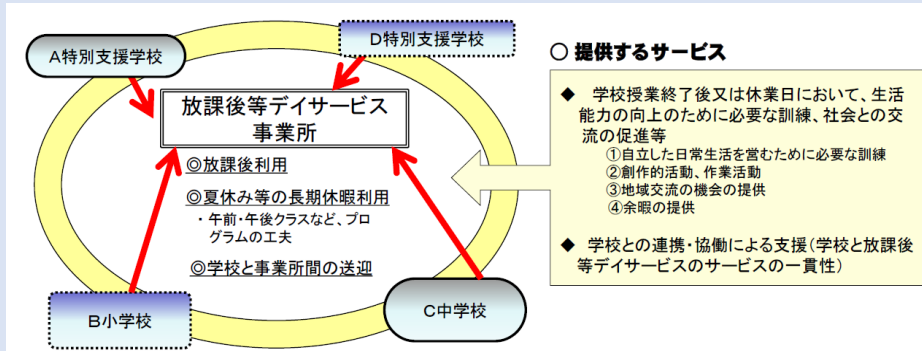 A特別支援学校
D特別支援学校
放課後等デイサービス
事業所
◎放課後利用
◎夏休み等の長期休暇利用
・午前・午後クラスなど、プロ
グラムの工夫
◎学校と事業所間の送迎
B小学校
C中学校
○ 提供するサービス
◆ 学校授業終了後又は休業日において、生活
能力の向上のために必要な訓練、社会との交
流の促進等
①自立した日常生活を営むために必要な訓練
②創作的活動、作業活動
③地域交流の機会の提供
④余暇の提供
◆ 学校との連携・協働による支援(学校と放課後
等デイサービスのサービスの一貫性)